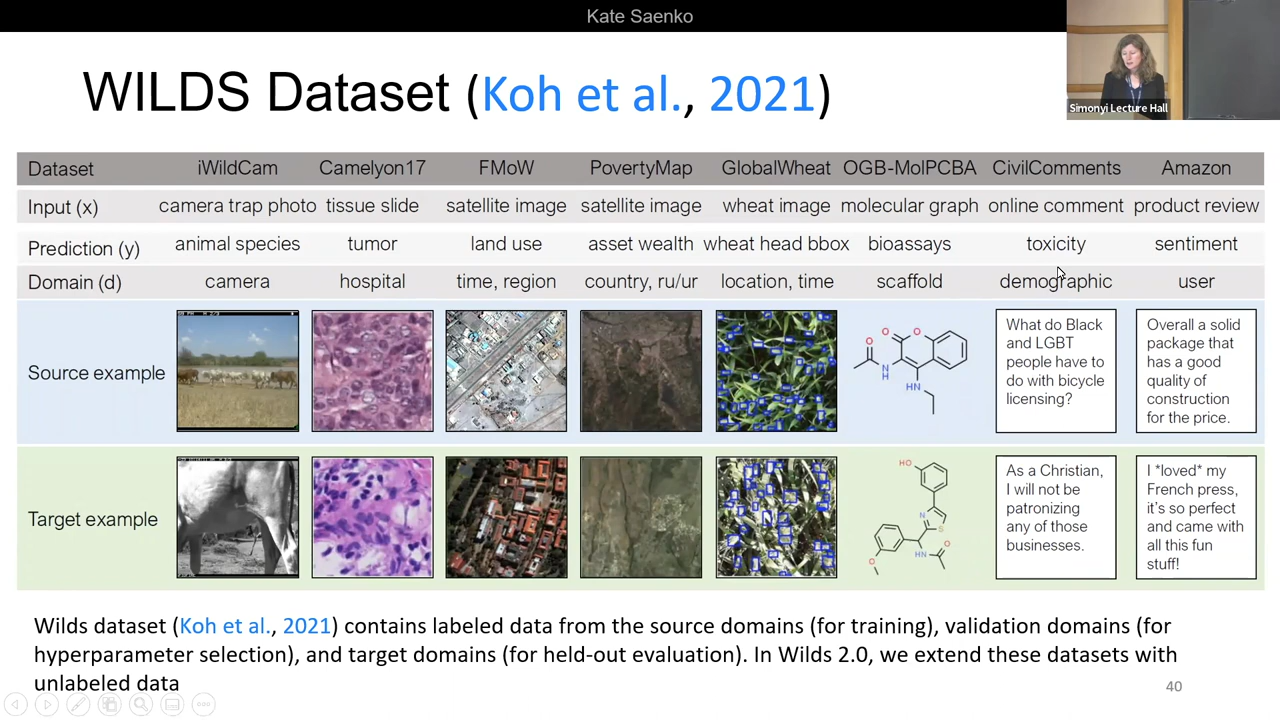 Kate Saenko
Simonyi Lecture Hall
WILDS Dataset (Koh et al., 2021)
Dataset iWildCam Camelyon17 FMoW PovertyMap GlobalWheat OGB-MolPCBA CivilComments Amazon
Input (x) camera trap photo tissue slide satellite image satellite image wheat image molecular graph online comment product review
Prediction (y) animal species tumor land use asset wealth wheat head bbox bioassays toxicity sentiment
Domain (d) camera hospital time, region country, ru/ur location, time scaffold demographic user
Source example
O
O
O
N
H
HN
What do Black
and LGBT
people have to
do with bicycle
licensing?
Overall a solid
package that
has a good
quality of
construction
for the price.
Target example
HO
N
S
O
HN
O
As a Christian,
I will not be
patronizing
any of those
businesses.
I *loved* my
French press,
it's so perfect
and came with
all this fun
stuff!
Wilds dataset (Koh et al., 2021) contains labeled data from the source domains (for training), validation domains (for
hyperparameter selection), and target domains (for held-out evaluation). In Wilds 2.0, we extend these datasets with
unlabeled data
40